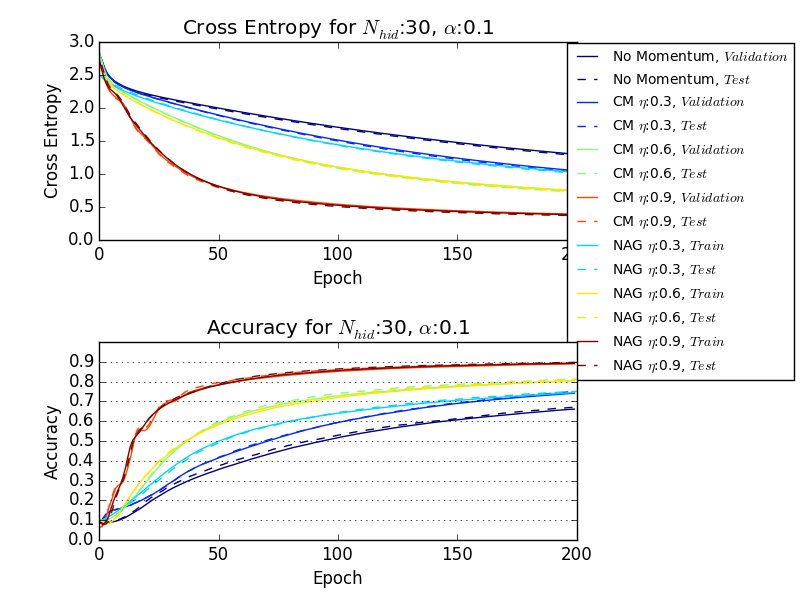 Cross Entropy for N_hid:30, α:0.1
3.0
2.5
2.0
1.5
1.0
0.5
0.0
Cross Entropy
0 50 100 150
Epoch
No Momentum, Validation
No Momentum, Test
CM η:0.3, Validation
CM η:0.3, Test
CM η:0.6, Validation
CM η:0.6, Test
CM η:0.9, Validation
CM η:0.9, Test
NAG η:0.3, Train
NAG η:0.3, Test
NAG η:0.6, Train
NAG η:0.6, Test
NAG η:0.9, Train
NAG η:0.9, Test
Accuracy for N_hid:30, α:0.1
0.9
0.8
0.7
0.6
0.5
0.4
0.3
0.2
0.1
0.0
Accuracy
0 50 100 150 200
Epoch